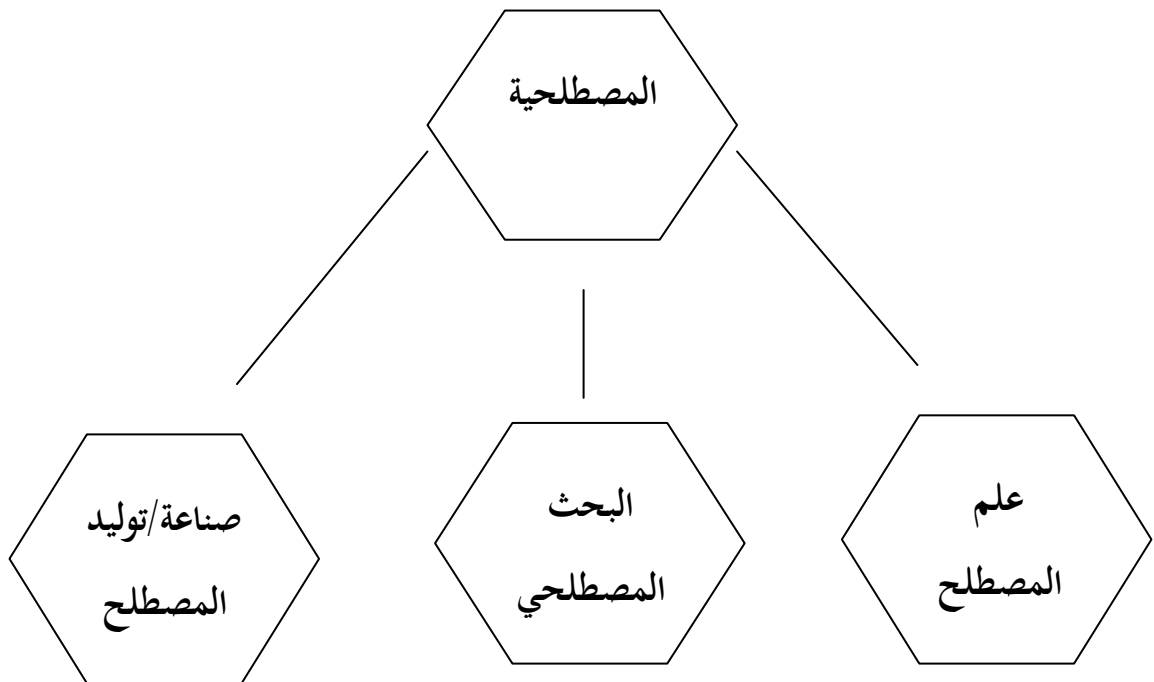 المصطلحية
علم
المصطلح
البحث
المصطلحي
صناعة/توليد
المصطلح